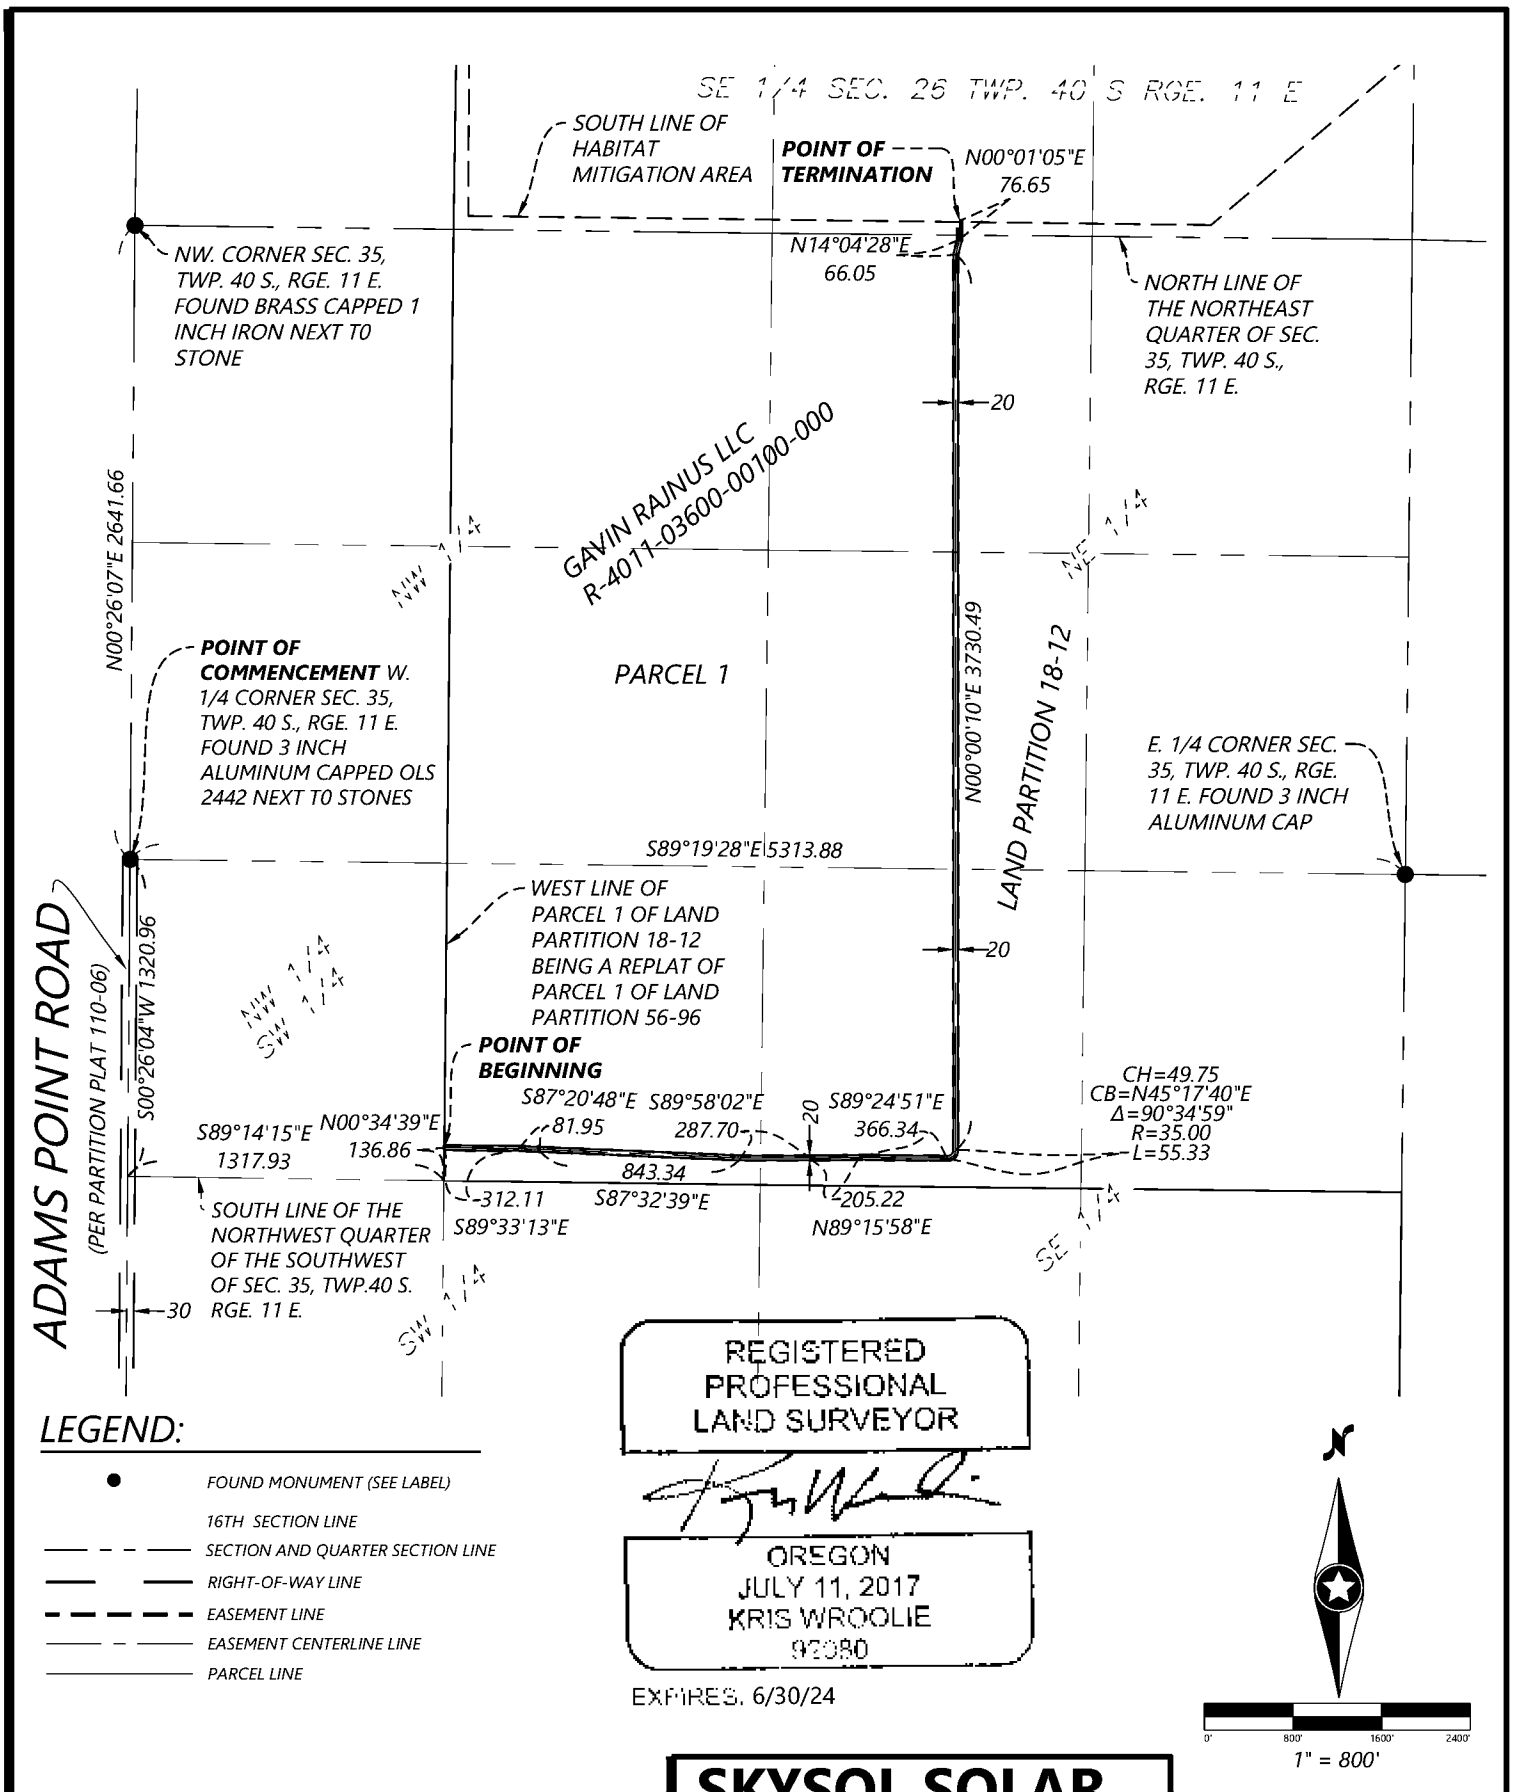 SE 1/4 SEC. 26 TWP. 40 S RGE. 11 E
SOUTH LINE OF
HABITAT
MITIGATION AREA
POINT OF
TERMINATION
N00°01'05"E
76.65
N14°04'28"E
66.05
NW. CORNER SEC. 35,
TWP. 40 S., RGE. 11 E.
FOUND BRASS CAPPED 1
INCH IRON NEXT T0
STONE
NORTH LINE OF
THE NORTHEAST
QUARTER OF SEC.
35, TWP. 40 S.,
RGE. 11 E.
20
GAVIN RAJNUS LLC
R-4011-03600-00100-000
N00°26'07"E 2641.66
NW 1/4
NE 1/4
POINT OF
COMMENCEMENT W.
1/4 CORNER SEC. 35,
TWP. 40 S., RGE. 11 E.
FOUND 3 INCH
ALUMINUM CAPPED OLS
2442 NEXT T0 STONES
PARCEL 1
N00°00'10"E 3730.49
LAND PARTITION 18-12
E. 1/4 CORNER SEC.
35, TWP. 40 S., RGE.
11 E. FOUND 3 INCH
ALUMINUM CAP
S89°19'28"E 5313.88
WEST LINE OF
PARCEL 1 OF LAND
PARTITION 18-12
BEING A REPLAT OF
PARCEL 1 OF LAND
PARTITION 56-96
20
ADAMS POINT ROAD
(PER PARTITION PLAT 110-06)
S00°26'04"W 1320.96
NW 1/4
SW 1/4
POINT OF
BEGINNING
S87°20'48"E
81.95
S89°58'02"E
287.70
20
S89°24'51"E
366.34
CH=49.75
CB=N45°17'40"E
Δ=90°34'59"
R=35.00
L=55.33
S89°14'15"E
1317.93
N00°34'39"E
136.86
312.11
S89°33'13"E
843.34
S87°32'39"E
205.22
N89°15'58"E
SOUTH LINE OF THE
NORTHWEST QUARTER
OF THE SOUTHWEST
OF SEC. 35, TWP.40 S.
RGE. 11 E.
30
SW 1/4
SE 1/4
REGISTERED
PROFESSIONAL
LAND SURVEYOR
OREGON
JULY 11, 2017
KRIS WROOLIE
92080
EXPIRES. 6/30/24
LEGEND:
FOUND MONUMENT (SEE LABEL)
16TH SECTION LINE
SECTION AND QUARTER SECTION LINE
RIGHT-OF-WAY LINE
EASEMENT LINE
EASEMENT CENTERLINE LINE
PARCEL LINE
N
0' 800' 1600' 2400'
1" = 800'
SKYSOL SOLAR